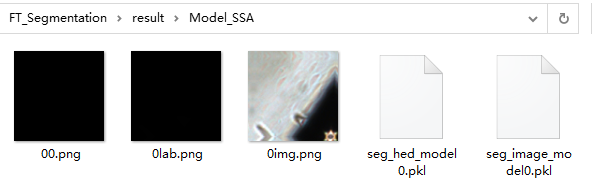 FT_Segmentation › result › Model_SSA
00.png
0lab.png
0img.png
seg_hed_model
0.pkl
seg_image_mo
del0.pkl